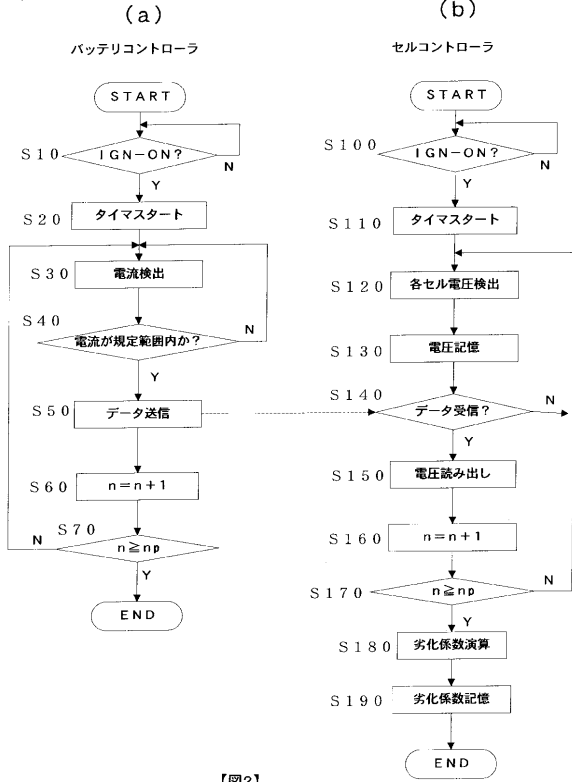 (a)
バッテリコントローラ
START
S10
IGN-ON?
N
Y
S20
タイマスタート
S30
電流検出
S40
電流が規定範囲内か?
N
Y
S50
データ送信
S60
n=n+1
S70
N
n≧np
Y
END
(b)
セルコントローラ
START
S100
IGN-ON?
N
Y
S110
タイマスタート
S120
各セル電圧検出
S130
電圧記憶
S140
データ受信?
N
Y
S150
電圧読み出し
S160
n=n+1
S170
n≧np
N
Y
S180
劣化係数演算
S190
劣化係数記憶
END
【図2】